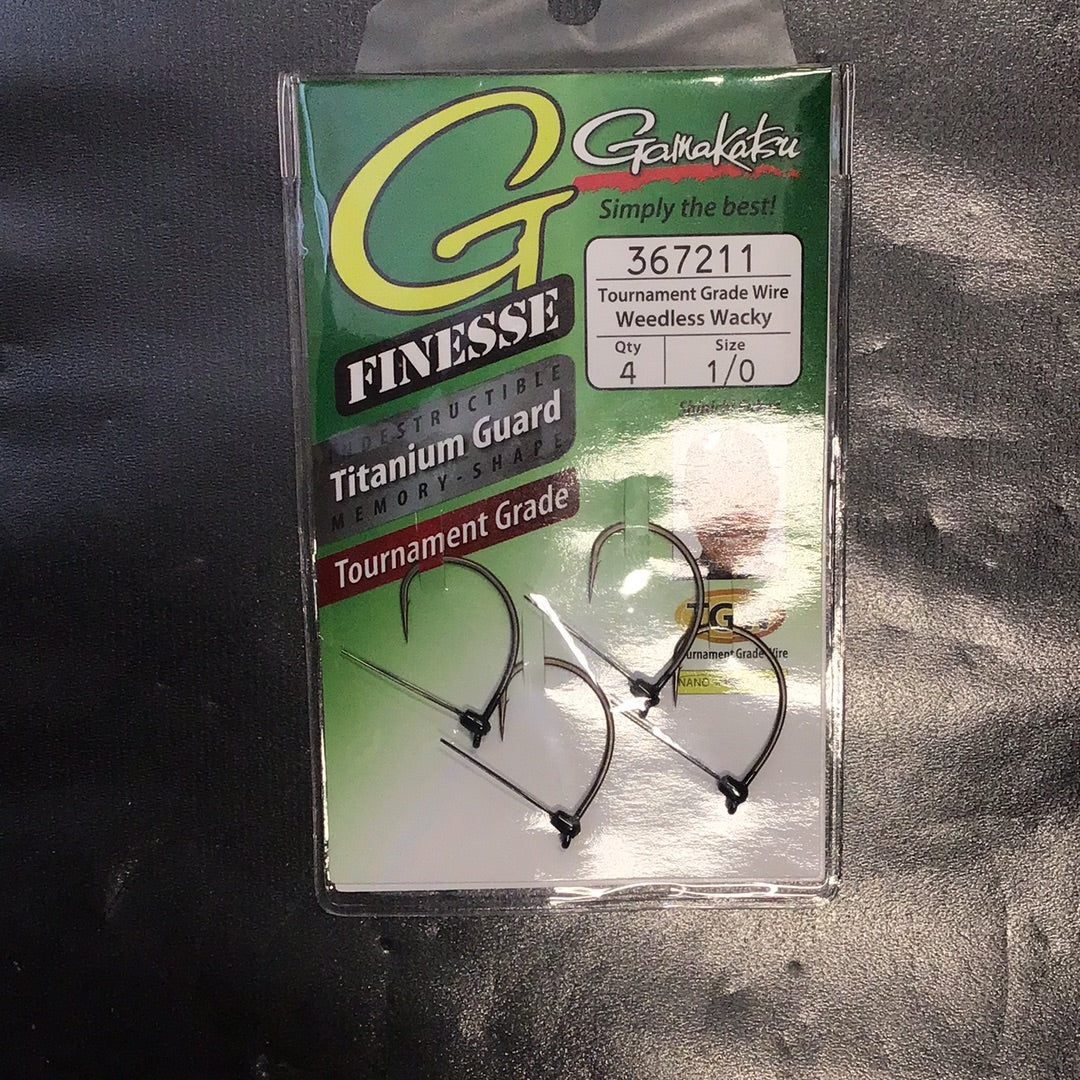 G
FINESSE
INDESTRUCTIBLE
Titanium Guard
MEMORY-SHAPE
Tournament Grade
Gamakatsu
Simply the best!
367211
Tournament Grade Wire
Weedless Wacky
Qty Size
4 1/0
Tournament Grade Wire
NANO